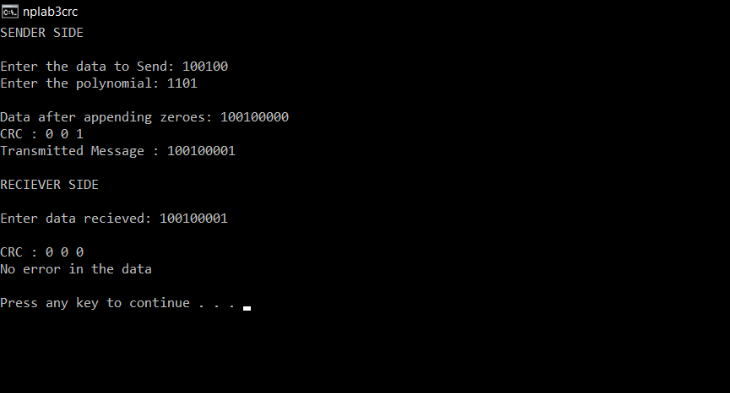 nplab3crc
SENDER SIDE
Enter the data to Send: 100100
Enter the polynomial: 1101
Data after appending zeroes: 100100000
CRC : 0 0 1
Transmitted Message : 100100001
RECIEVER SIDE
Enter data recieved: 100100001
CRC : 0 0 0
No error in the data
Press any key to continue . . .